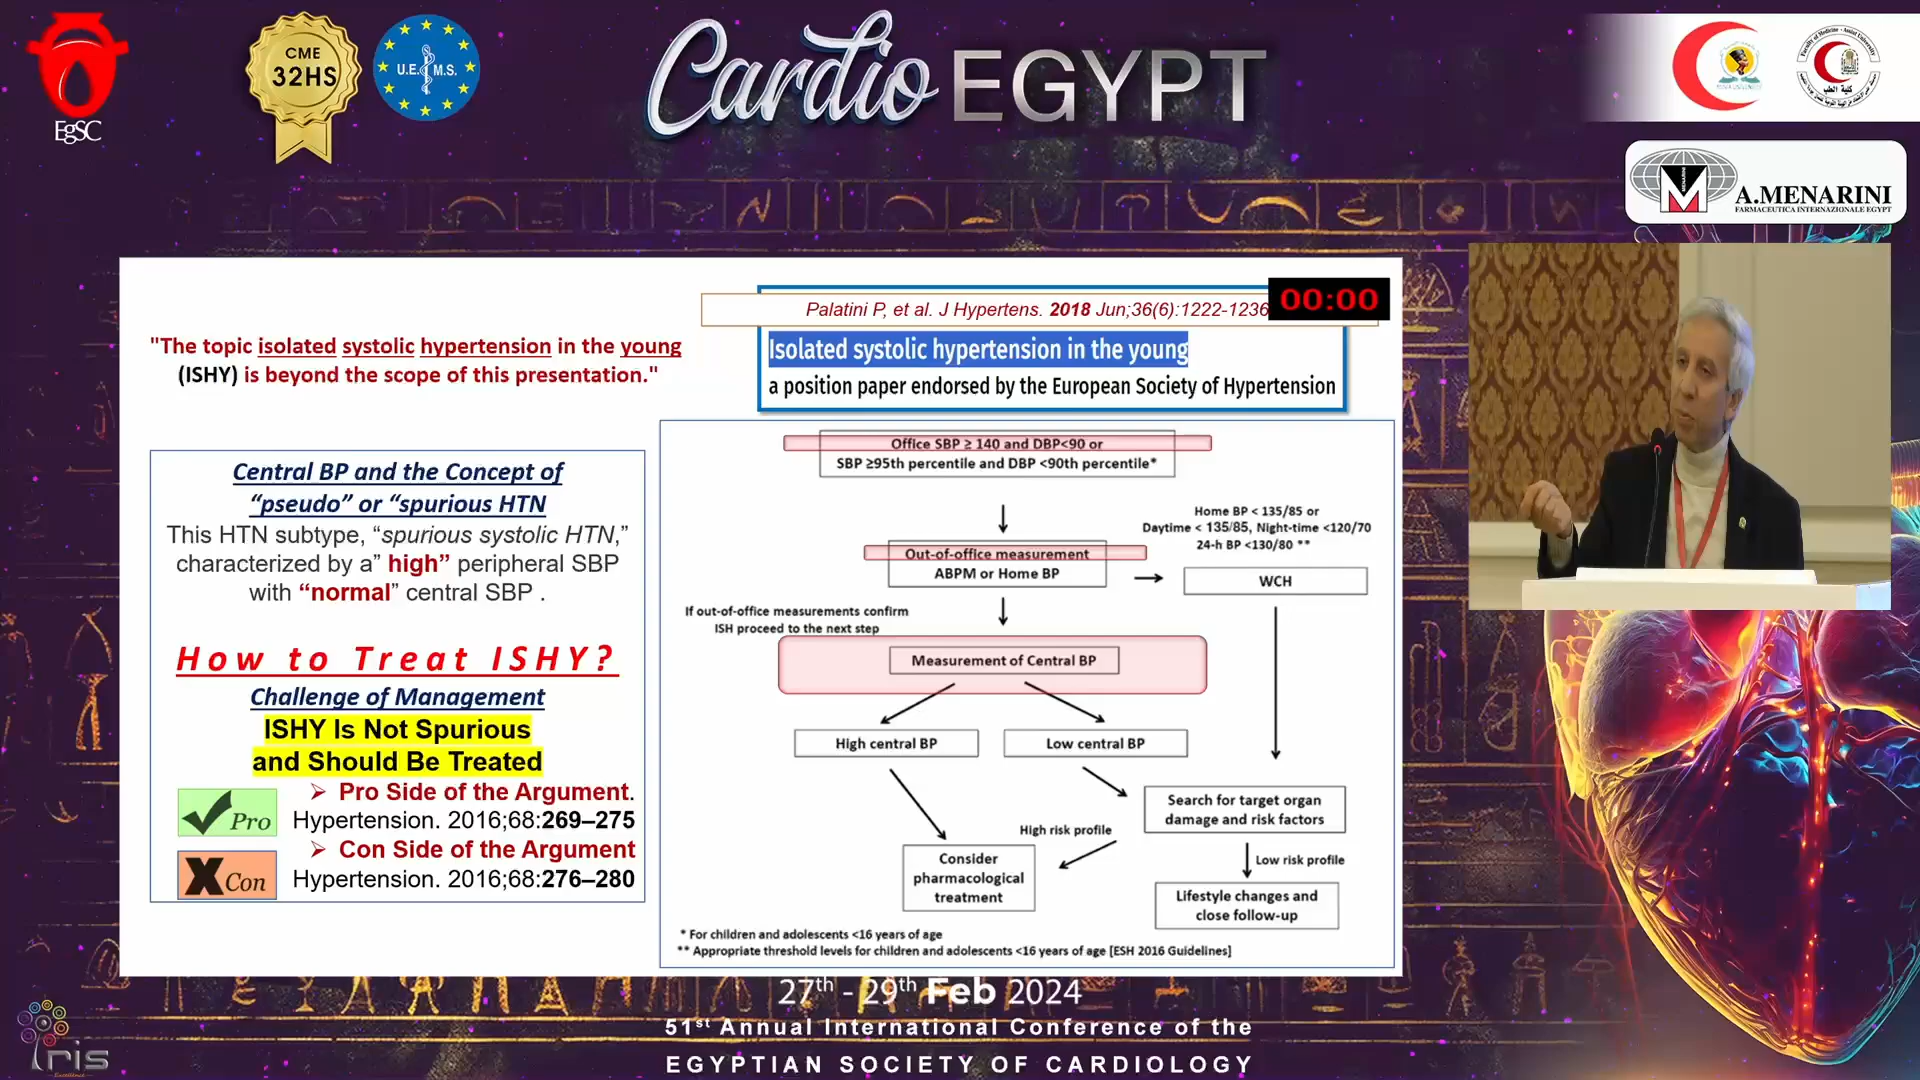 EgSC
CME
32HS
U.E.M.S.
Cardio EGYPT
كلية الطب
A.MENARINI
FARMACEUTICA INTERNAZIONALE EGYPT
Palatini P, et al. J Hypertens. 2018 Jun;36(6):1222-1236
00:00
"The topic isolated systolic hypertension in the young
(ISHY) is beyond the scope of this presentation."
Isolated systolic hypertension in the young
a position paper endorsed by the European Society of Hypertension
Central BP and the Concept of
“pseudo” or “spurious HTN
This HTN subtype, “spurious systolic HTN,”
characterized by a” high” peripheral SBP
with “normal” central SBP .
How to Treat ISHY?
Challenge of Management
ISHY Is Not Spurious
and Should Be Treated
Pro
➢ Pro Side of the Argument.
Hypertension. 2016;68:269–275
X Con
➢ Con Side of the Argument
Hypertension. 2016;68:276–280
Office SBP ≥ 140 and DBP<90 or
SBP ≥95th percentile and DBP <90th percentile*
Home BP < 135/85 or
Daytime < 135/85, Night-time <120/70
24-h BP <130/80 **
Out-of-office measurement
ABPM or Home BP
WCH
If out-of-office measurements confirm
ISH proceed to the next step
Measurement of Central BP
High central BP
Low central BP
Search for target organ
damage and risk factors
High risk profile
Low risk profile
Consider
pharmacological
treatment
Lifestyle changes and
close follow-up
* For children and adolescents <16 years of age
** Appropriate threshold levels for children and adolescents <16 years of age [ESH 2016 Guidelines]
27th - 29th Feb 2024
51st Annual International Conference of the
EGYPTIAN SOCIETY OF CARDIOLOGY
Iris